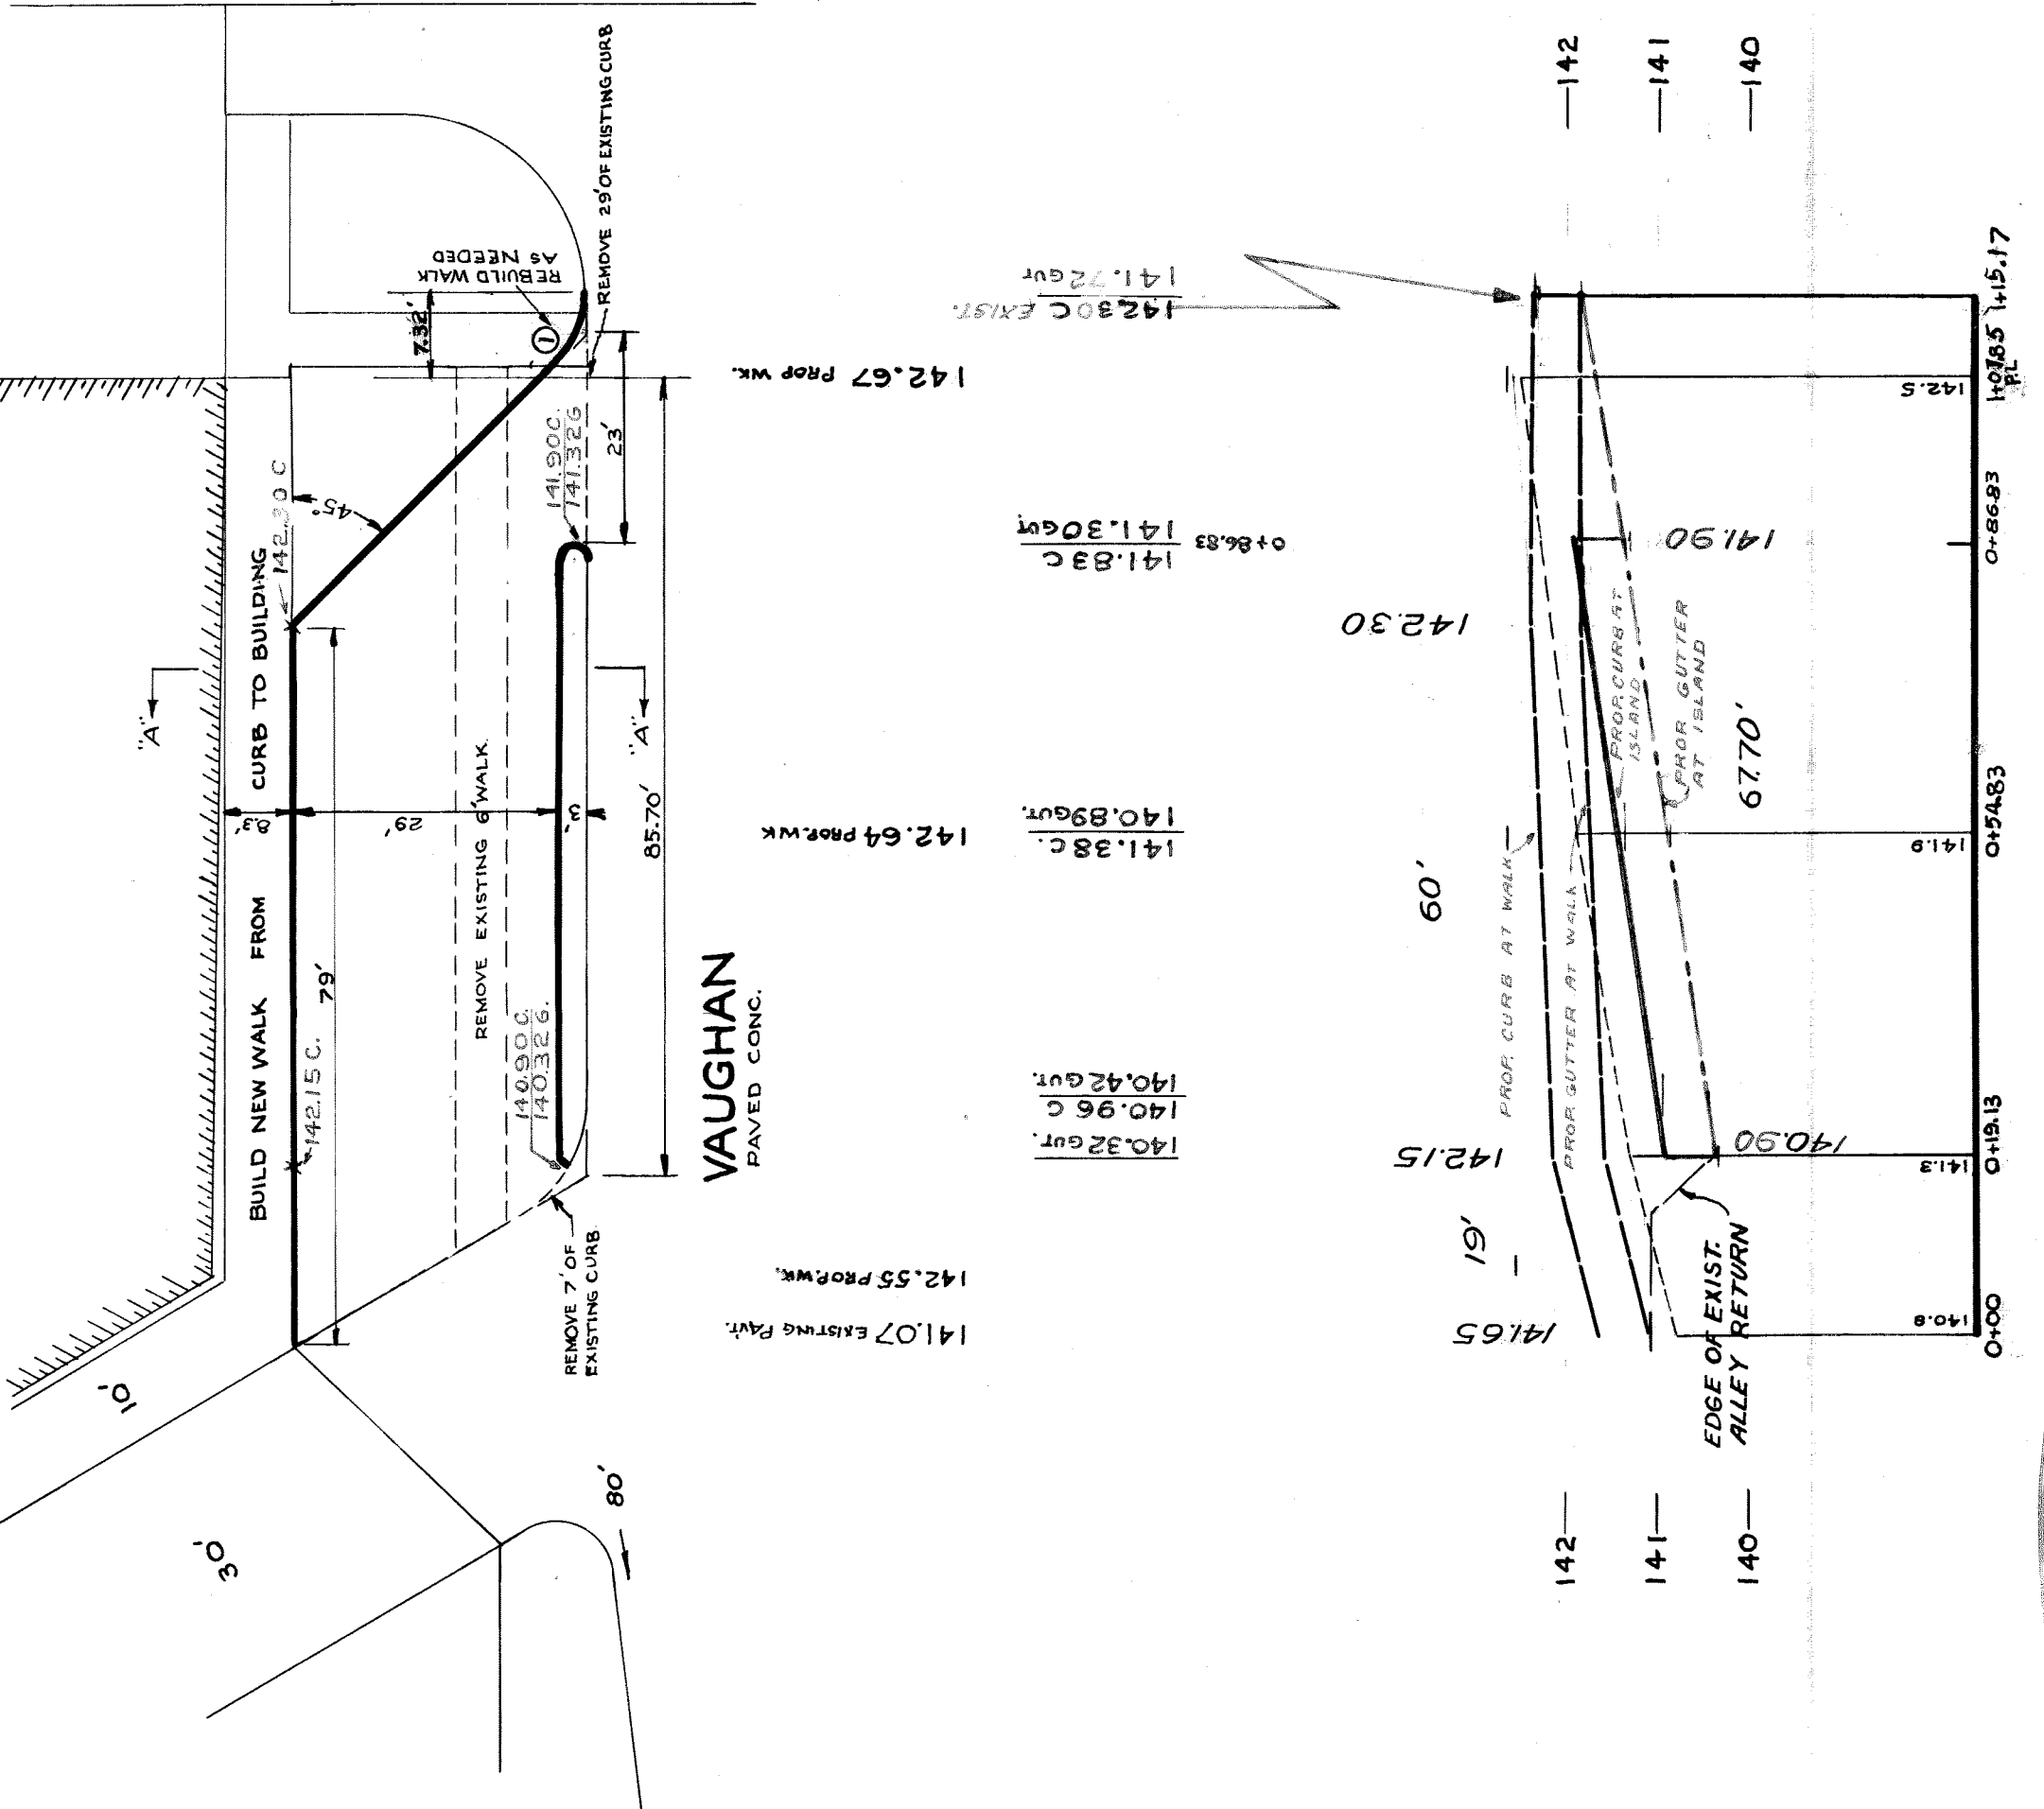 "A"
"A"
BUILD NEW WALK FROM CURB TO BUILDING
142.15 C.
142.30 C
79'
45°
8.3'
29'
3'
REMOVE EXISTING 6' WALK.
140.90 C.
140.32 G.
141.90 C.
141.32 G
23'
7.32'
1
REBUILD WALK
AS NEEDED
REMOVE 29' OF EXISTING CURB
85.70'
REMOVE 7' OF
EXISTING CURB
10'
30'
80'
VAUGHAN
PAVED CONC.
141.07 EXISTING PAVT.
142.55 PROP. WK.
142.64 PROP. WK
142.67 PROP WK.
140.32 GUT.
140.96 C
140.42 GUT.
141.38 C.
140.89 GUT.
0+86.83
141.83 C
141.30 GUT
142.30 C EXIST.
141.72 GUT
141.65
19'
142.15
60'
142.30
PROP. CURB AT WALK
PROP. GUTTER AT WALK
PROP. CURB AT
ISLAND
PROP. GUTTER
AT ISLAND
67.70'
140.90
141.90
EDGE OF EXIST.
ALLEY RETURN
142
141
140
142
141
140
140.8
141.3
141.9
142.5
0+00
0+19.13
0+54.83
0+86.83
1+07.85
P.L.
1+15.17